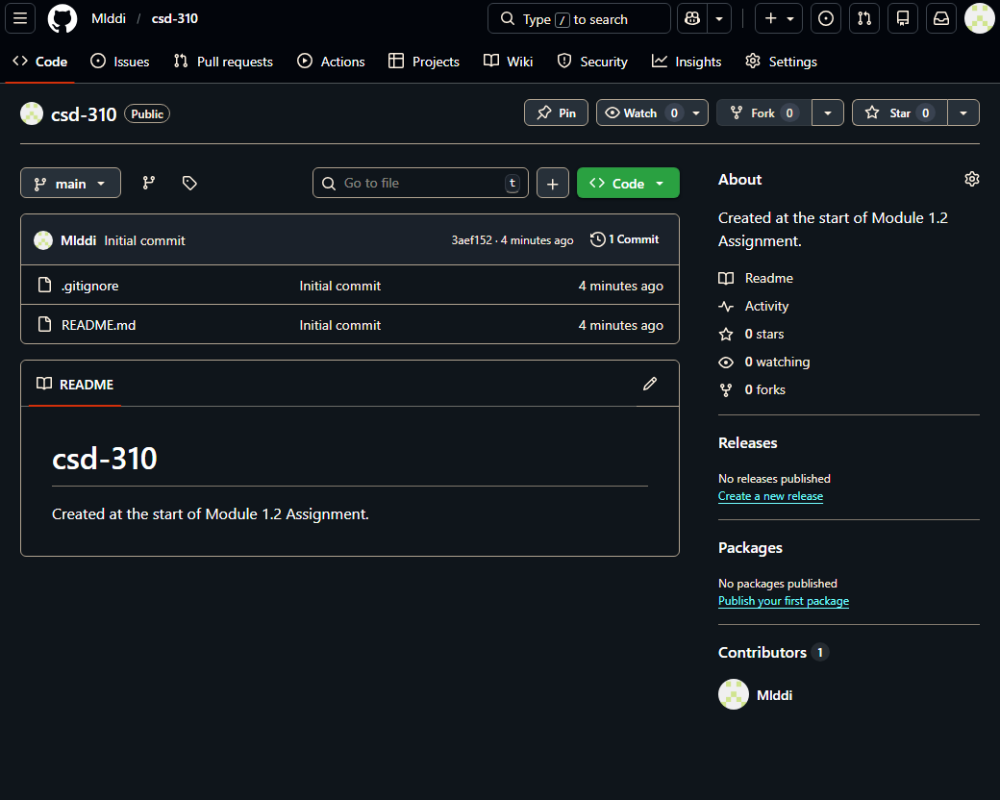 MIddi / csd-310
Type / to search
Code Issues Pull requests Actions Projects Wiki Security Insights Settings
csd-310 Public
Pin Watch 0 Fork 0 Star 0
main
Go to file t
+ Code
MIddi Initial commit 3aef152 · 4 minutes ago 1 Commit
.gitignore Initial commit 4 minutes ago
README.md Initial commit 4 minutes ago
README
csd-310
Created at the start of Module 1.2 Assignment.
About
Created at the start of Module 1.2
Assignment.
Readme
Activity
0 stars
0 watching
0 forks
Releases
No releases published
Create a new release
Packages
No packages published
Publish your first package
Contributors 1
MIddi